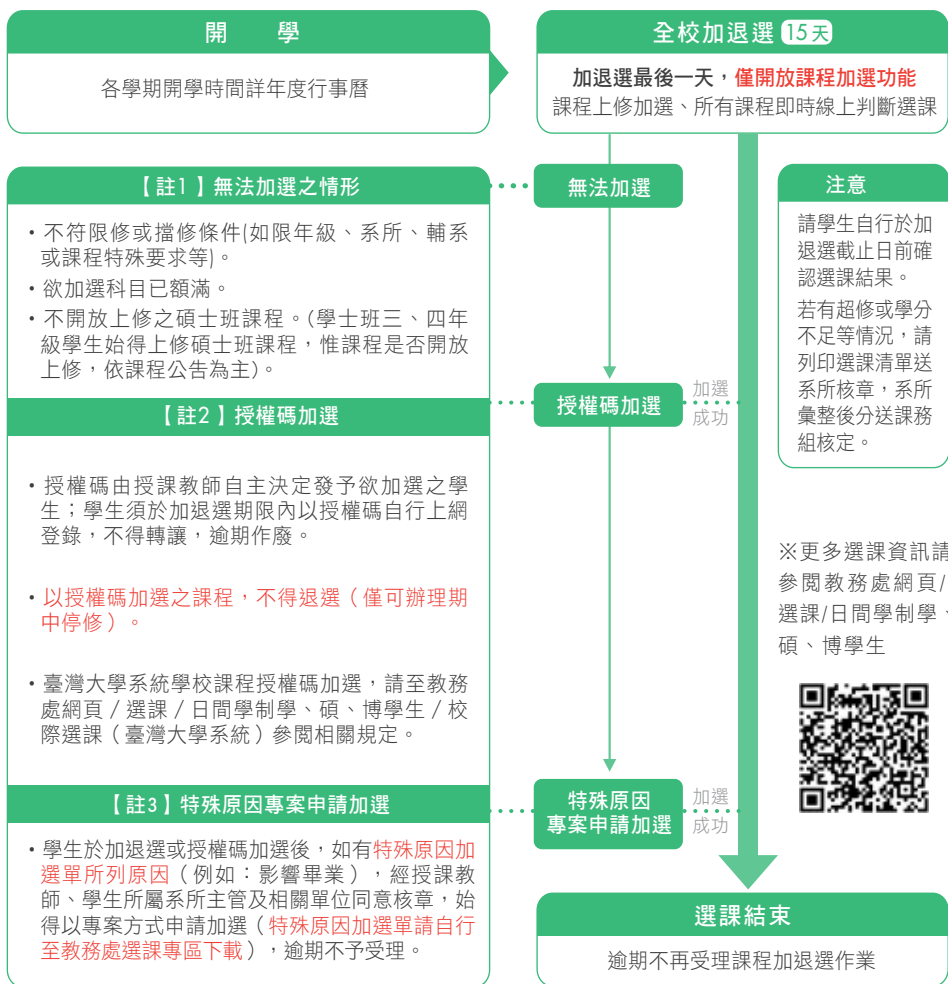 開　　學
各學期開學時間詳年度行事曆
全校加退選 15天
加退選最後一天，僅開放課程加選功能
課程上修加選、所有課程即時線上判斷選課
【註1】無法加選之情形
・不符限修或擋修條件(如限年級、系所、輔系
或課程特殊要求等)。
・欲加選科目已額滿。
・不開放上修之碩士班課程。(學士班三、四年
級學生始得上修碩士班課程，惟課程是否開放
上修，依課程公告為主)。
無法加選
【註2】授權碼加選
・授權碼由授課教師自主決定發予欲加選之學
生；學生須於加退選期限內以授權碼自行上網
登錄，不得轉讓，逾期作廢。
・以授權碼加選之課程，不得退選（僅可辦理期
中停修）。
・臺灣大學系統學校課程授權碼加選，請至教務
處網頁／選課／日間學制學、碩、博學生／校
際選課（臺灣大學系統）參閱相關規定。
授權碼加選
加選
成功
【註3】特殊原因專案申請加選
・學生於加退選或授權碼加選後，如有特殊原因加
選單所列原因（例如：影響畢業），經授課教
師、學生所屬系所主管及相關單位同意核章，始
得以專案方式申請加選（特殊原因加選單請自行
至教務處選課專區下載），逾期不予受理。
特殊原因
專案申請加選
加選
成功
注意
請學生自行於加
退選截止日前確
認選課結果。
若有超修或學分
不足等情況，請
列印選課清單送
系所核章，系所
彙整後分送課務
組核定。
※更多選課資訊請
參閱教務處網頁/
選課/日間學制學、
碩、博學生
選課結束
逾期不再受理課程加退選作業